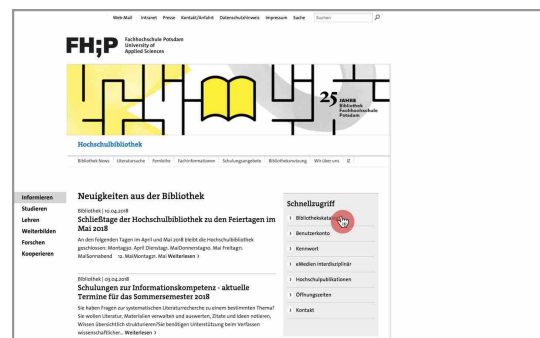 Web-Mail Intranet Presse Kontakt/Anfahrt Datenschutzhinweis Impressum Suche Suchen
FH;P Fachhochschule Potsdam
University of
Applied Sciences
25 JAHRE
Bibliothek
Fachhochschule
Potsdam
Hochschulbibliothek
Bibliothek News Literatursuche Fernleihe Fachinformationen Schulungsangebote Bibliotheksnutzung Wir über uns IZ
Informieren
Studieren
Lehren
Weiterbilden
Forschen
Kooperieren
Neuigkeiten aus der Bibliothek
Bibliothek | 10.04.2018
Schließtage der Hochschulbibliothek zu den Feiertagen im
Mai 2018
An den folgenden Tagen im April und Mai 2018 bleibt die Hochschulbibliothek
geschlossen: Montag30. April Dienstag1. MaiDonnerstag10. Mai Freitag11.
MaiSonnabend 12. MaiMontag21. Mai Weiterlesen
Bibliothek | 03.04.2018
Schulungen zur Informationskompetenz - aktuelle
Termine für das Sommersemester 2018
Sie haben Fragen zur systematischen Literaturrecherche zu einem bestimmten Thema?
Sie wollen Literatur, Materialien verwalten und auswerten, Zitate und Ideen notieren,
Wissen übersichtlich strukturieren?Sie benötigen Unterstützung beim Verfassen
wissenschaftlicher... Weiterlesen
Schnellzugriff
Benutzerkonto
Kennwort
eMedien interdisziplinär
Hochschulpublikationen
Öffnungszeiten
Kontakt